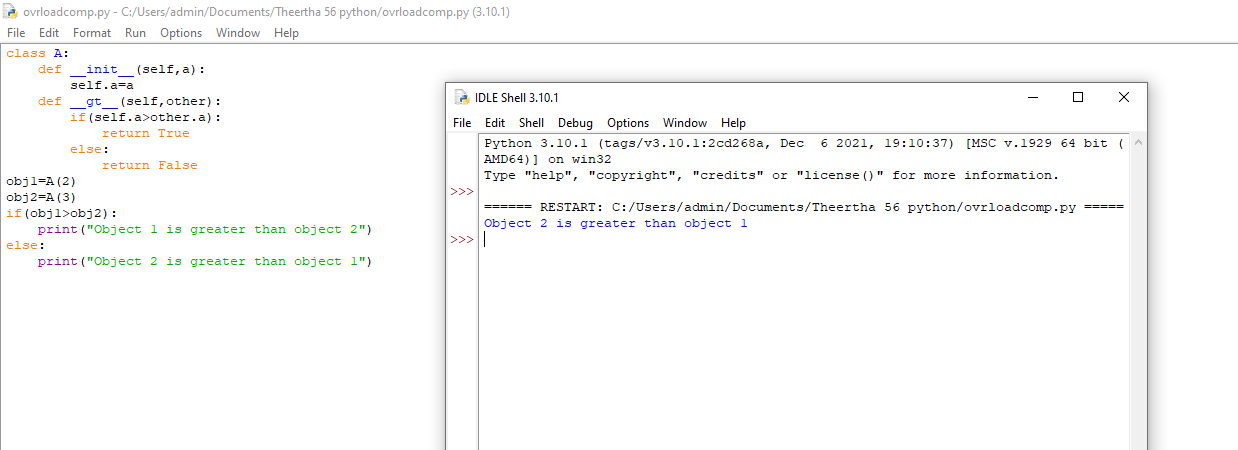 ovrloadcomp.py - C:/Users/admin/Documents/Theertha 56 python/ovrloadcomp.py (3.10.1)
File Edit Format Run Options Window Help
class A:
    def __init__(self,a):
        self.a=a
    def __gt__(self,other):
        if(self.a>other.a):
            return True
        else:
            return False
obj1=A(2)
obj2=A(3)
if(obj1>obj2):
    print("Object 1 is greater than object 2")
else:
    print("Object 2 is greater than object 1")
IDLE Shell 3.10.1
File Edit Shell Debug Options Window Help
Python 3.10.1 (tags/v3.10.1:2cd268a, Dec  6 2021, 19:10:37) [MSC v.1929 64 bit (
AMD64)] on win32
Type "help", "copyright", "credits" or "license()" for more information.
>>>
====== RESTART: C:/Users/admin/Documents/Theertha 56 python/ovrloadcomp.py =====
Object 2 is greater than object 1
>>>